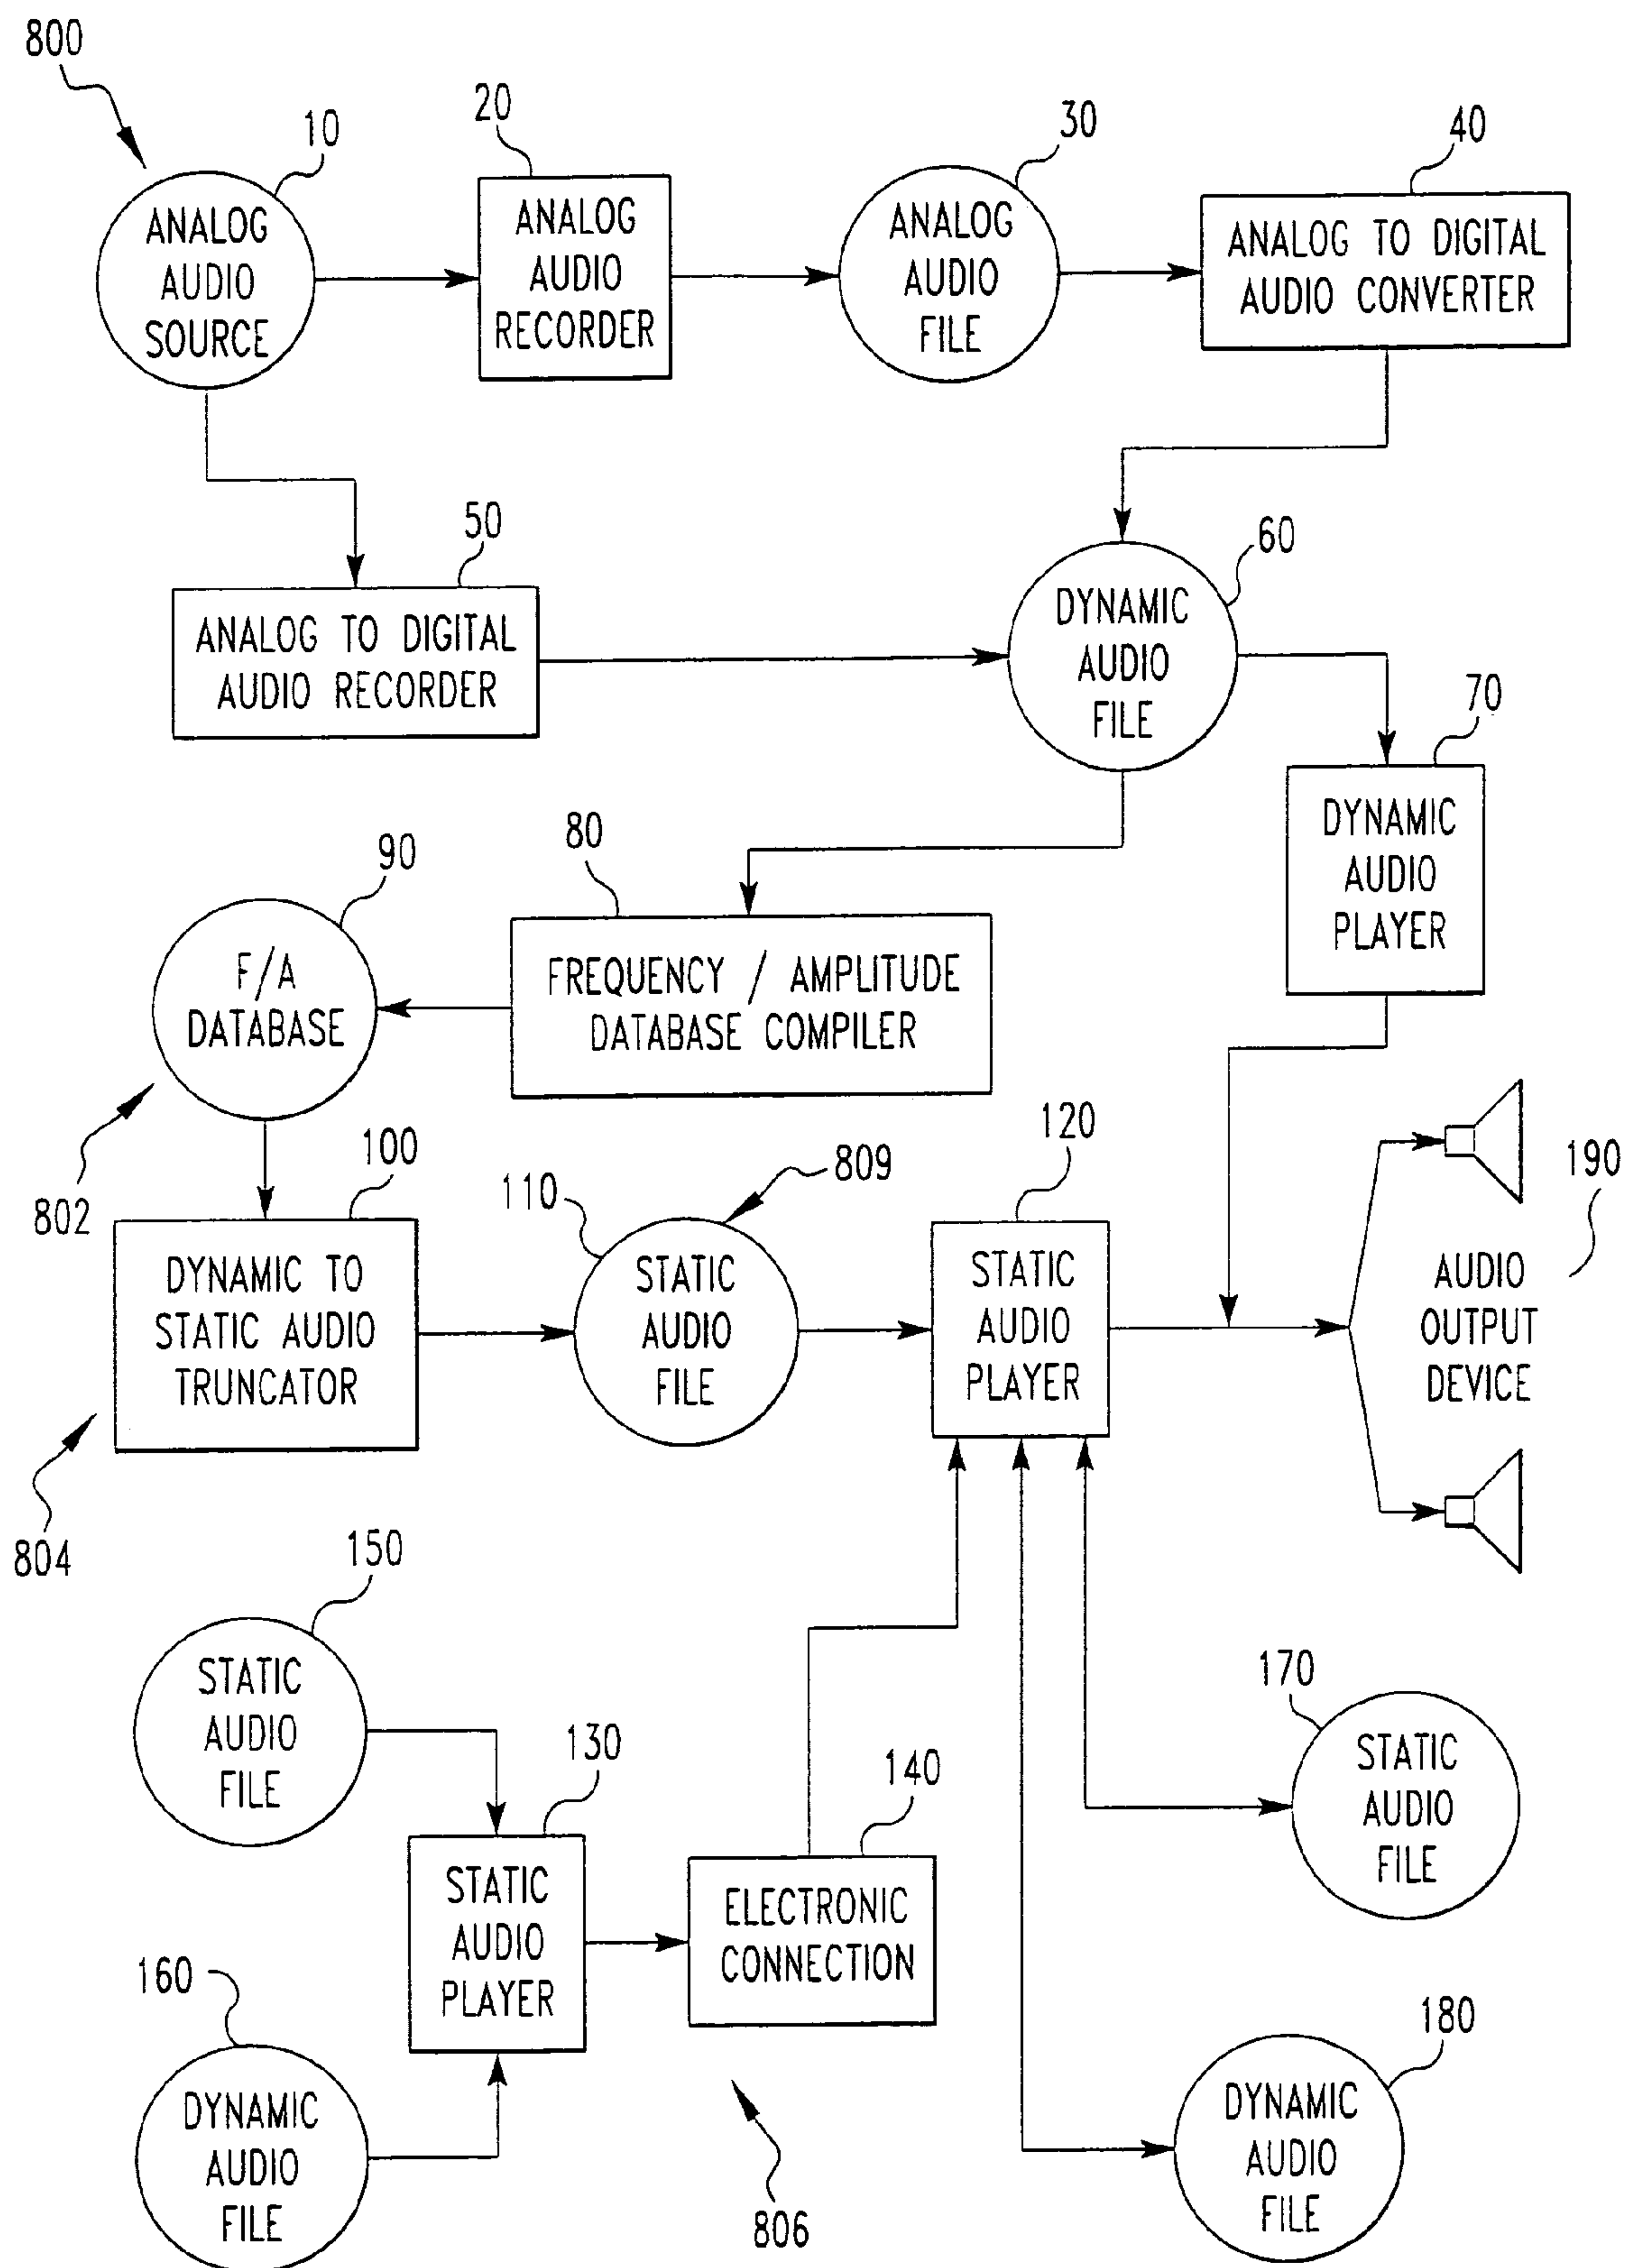 800
10
20
30
40
ANALOG
AUDIO
SOURCE
ANALOG
AUDIO
RECORDER
ANALOG
AUDIO
FILE
ANALOG TO DIGITAL
AUDIO CONVERTER
50
60
ANALOG TO DIGITAL
AUDIO RECORDER
DYNAMIC
AUDIO
FILE
70
DYNAMIC
AUDIO
PLAYER
80
90
F/A
DATABASE
FREQUENCY / AMPLITUDE
DATABASE COMPILER
802
100
110
809
120
190
DYNAMIC TO
STATIC AUDIO
TRUNCATOR
STATIC
AUDIO
FILE
STATIC
AUDIO
PLAYER
AUDIO
OUTPUT
DEVICE
804
150
STATIC
AUDIO
FILE
130
140
170
STATIC
AUDIO
FILE
STATIC
AUDIO
PLAYER
ELECTRONIC
CONNECTION
160
DYNAMIC
AUDIO
FILE
806
180
DYNAMIC
AUDIO
FILE